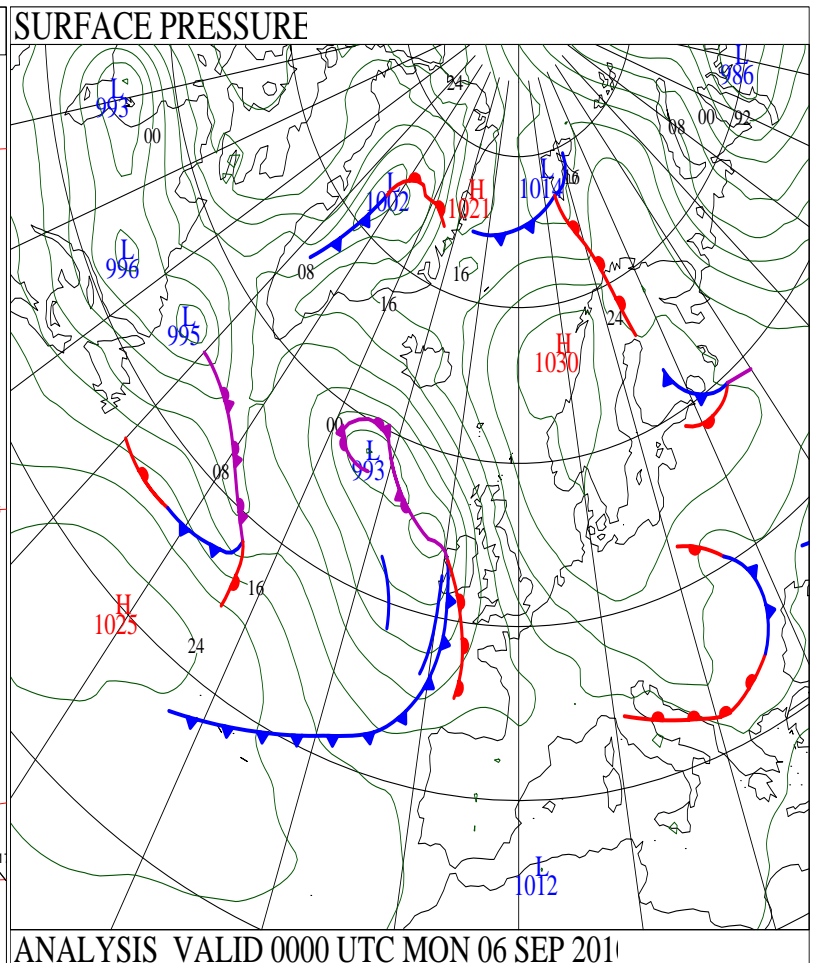 SURFACE PRESSURE
L
986
L
993
24
00
92
08
00
L
1014
16
L
1002
H
1021
L
996
08
16
16
L
995
24
H
1030
00
L
993
08
16
H
1025
24
L
1012
ANALYSIS VALID 0000 UTC MON 06 SEP 201